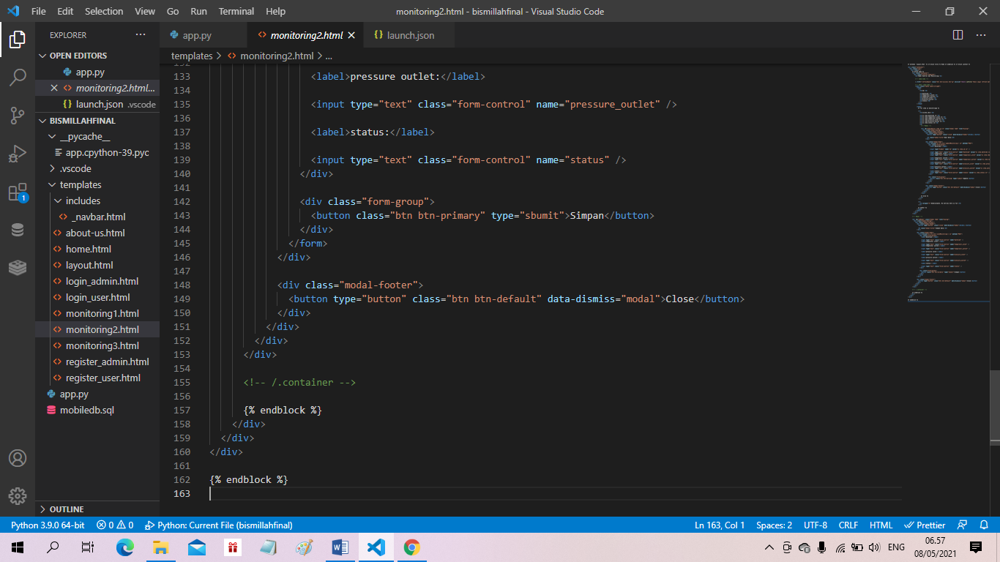 File Edit Selection View Go Run Terminal Help
monitoring2.html - bismillahfinal - Visual Studio Code
EXPLORER
OPEN EDITORS
app.py
monitoring2.html...
launch.json .vscode
BISMILLAHFINAL
__pycache__
app.cpython-39.pyc
.vscode
templates
includes
_navbar.html
about-us.html
home.html
layout.html
login_admin.html
login_user.html
monitoring1.html
monitoring2.html
monitoring3.html
register_admin.html
register_user.html
app.py
mobiledb.sql
OUTLINE
1
app.py monitoring2.html launch.json
templates > monitoring2.html > ...
132
133 <label>pressure outlet:</label>
134
135 <input type="text" class="form-control" name="pressure_outlet" />
136
137 <label>status:</label>
138
139 <input type="text" class="form-control" name="status" />
140 </div>
141
142 <div class="form-group">
143 <button class="btn btn-primary" type="sbumit">Simpan</button>
144 </div>
145 </form>
146 </div>
147
148 <div class="modal-footer">
149 <button type="button" class="btn btn-default" data-dismiss="modal">Close</button>
150 </div>
151 </div>
152 </div>
153 </div>
154
155 <!-- /.container -->
156
157 {% endblock %}
158 </div>
159 </div>
160 </div>
161
162 {% endblock %}
163
Python 3.9.0 64-bit 0 0 Python: Current File (bismillahfinal) Ln 163, Col 1 Spaces: 2 UTF-8 CRLF HTML Prettier
ENG
06.57
08/05/2021